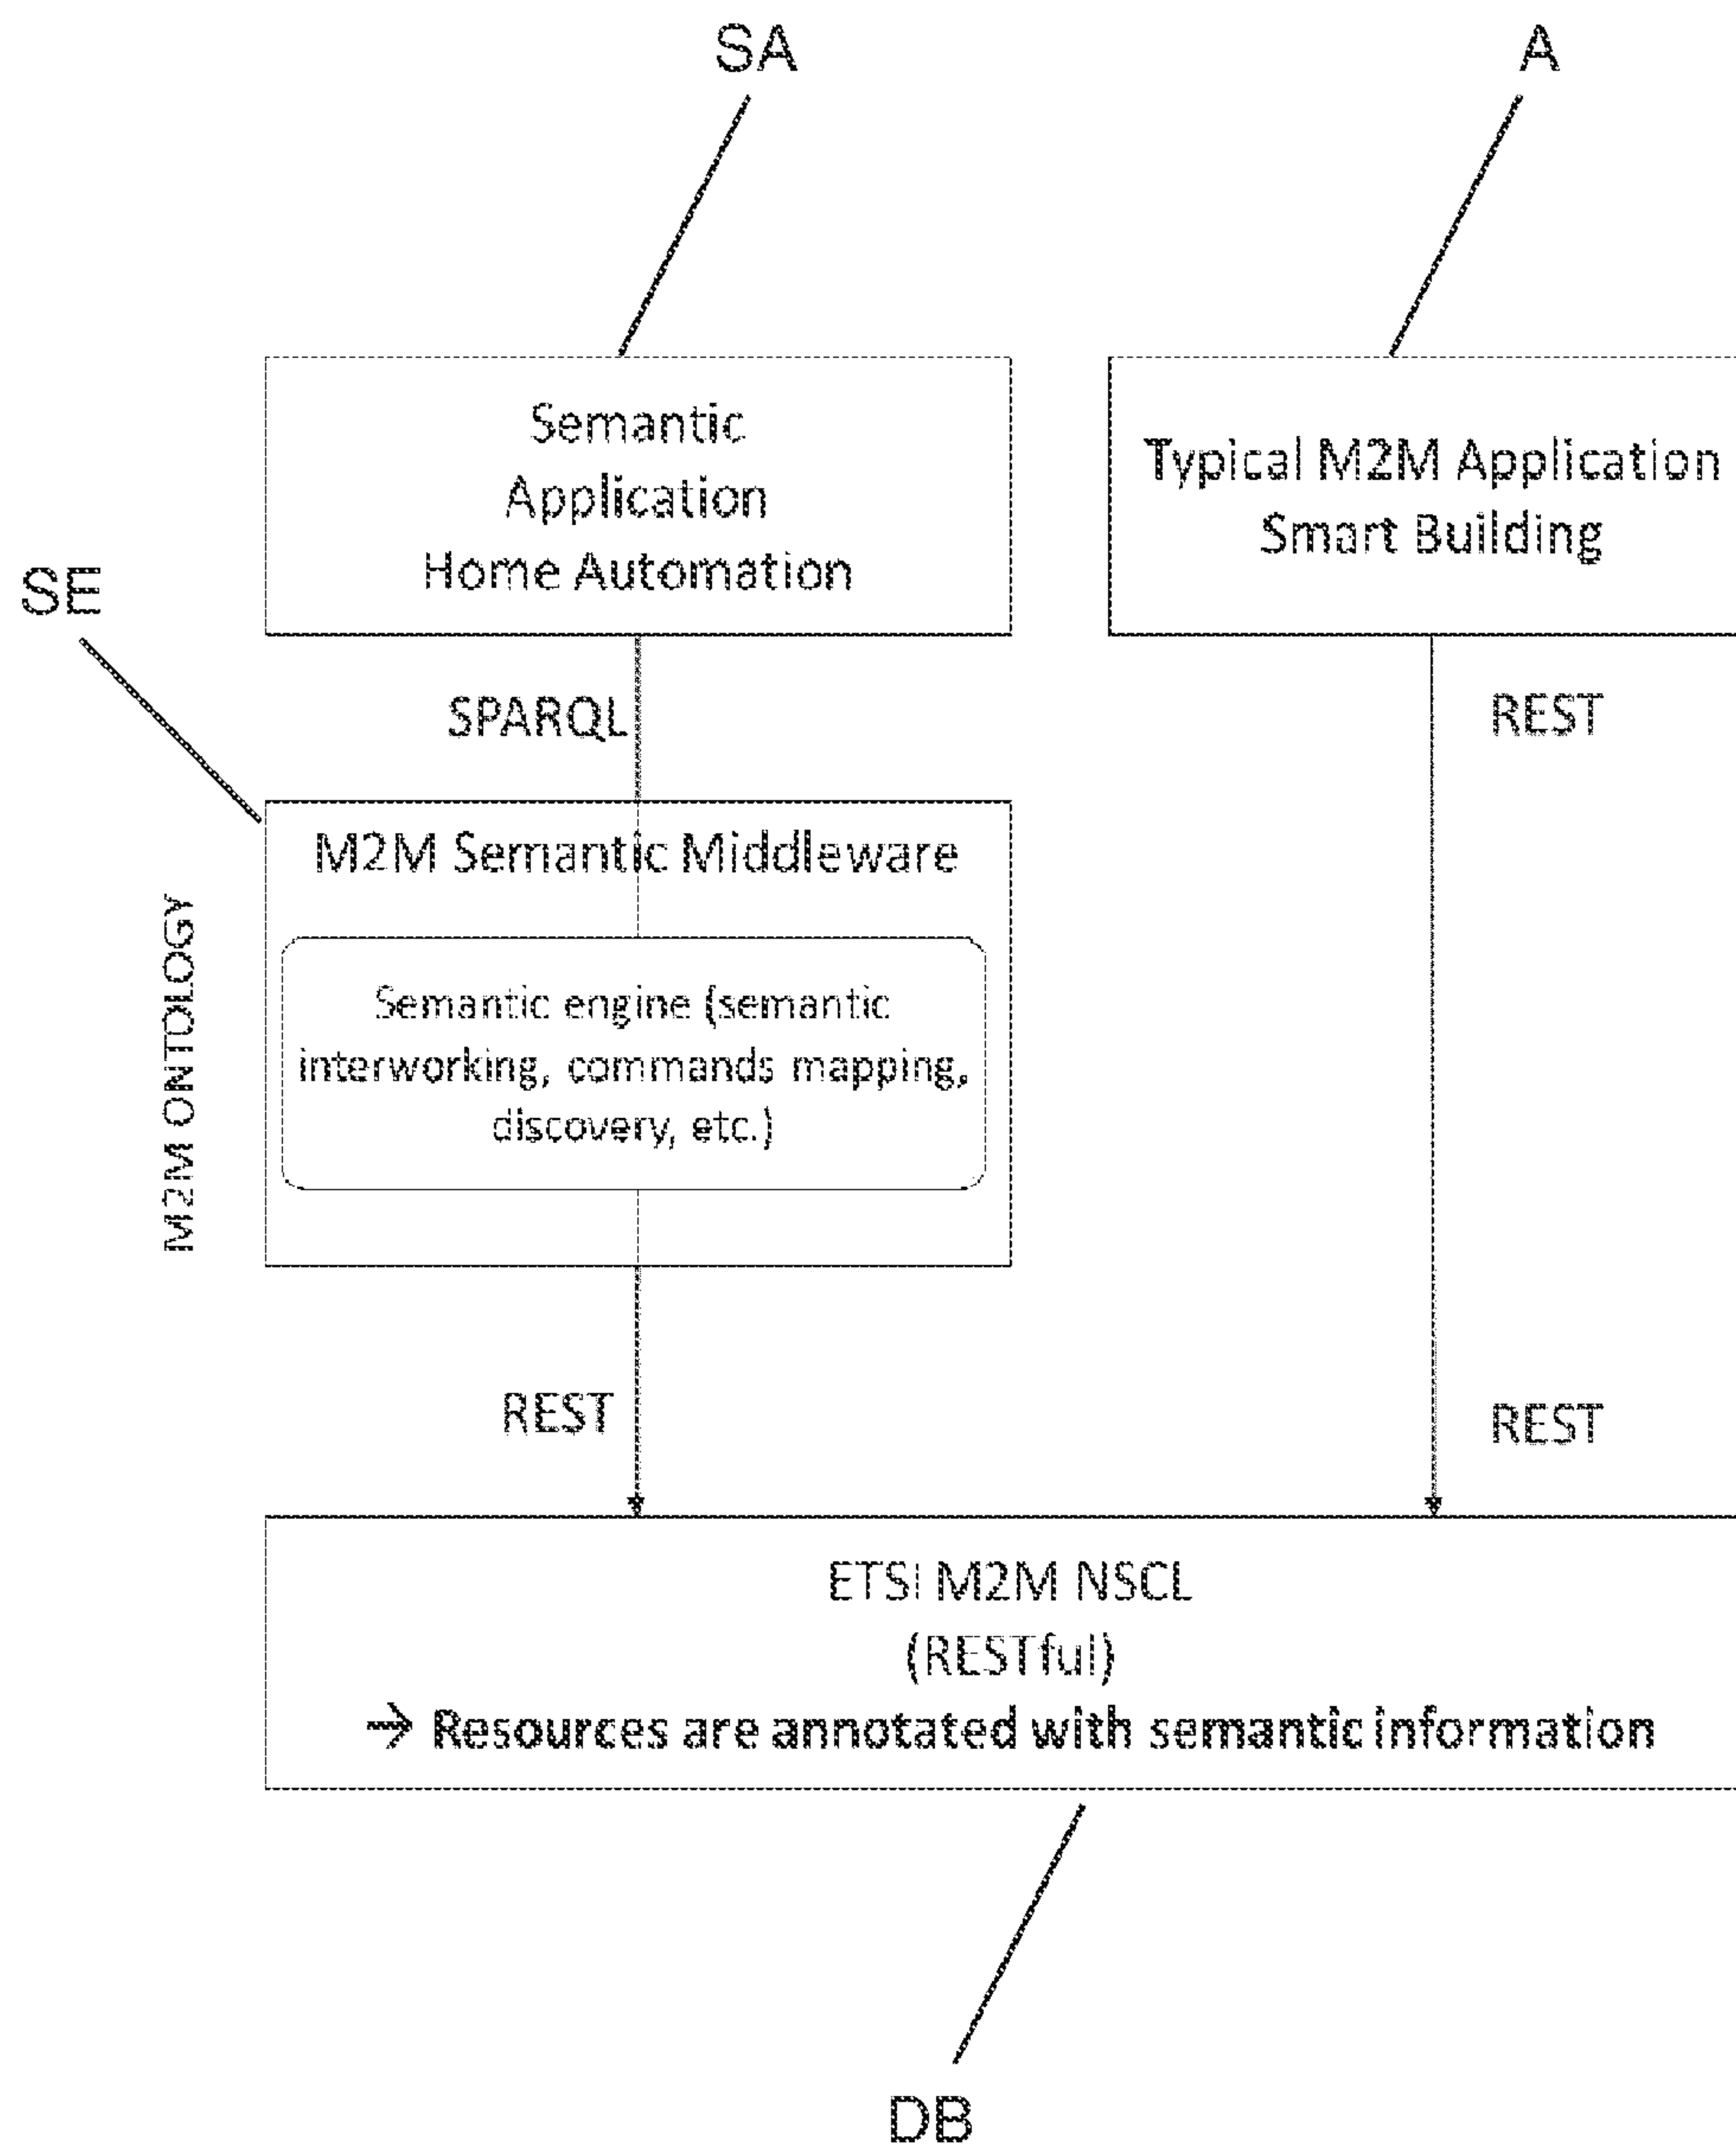 SA
A
Semantic
Application
Home Automation
Typical M2M Application
Smart Building
SE
SPARQL
REST
M2M Semantic Middleware
M2M ONTOLOGY
Semantic engine (semantic
interworking, commands mapping,
discovery, etc.)
REST
REST
ETSI M2M NSCL
(RESTful)
→ Resources are annotated with semantic information
DB